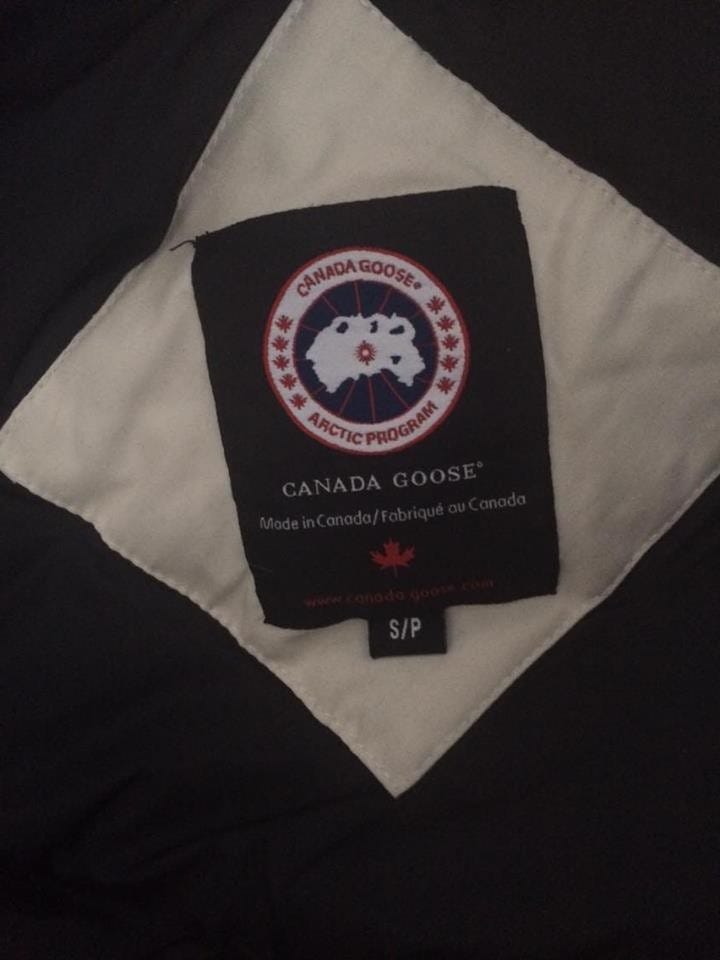 CANADA GOOSE®
ARCTIC PROGRAM
CANADA GOOSE®
Made in Canada/Fabriqué au Canada
www.canada goose.com
S/P